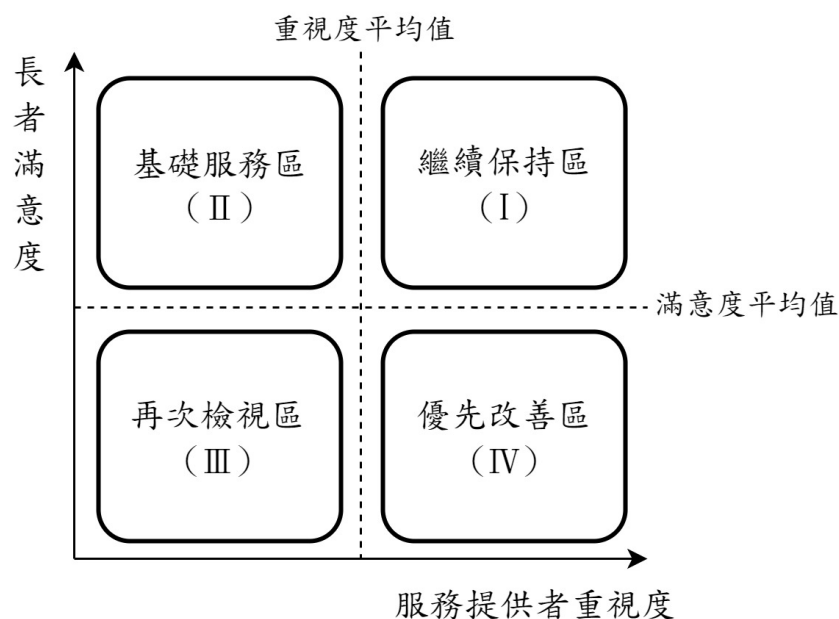 重視度平均值
長者滿意度
基礎服務區
（Ⅱ）
繼續保持區
（Ⅰ）
滿意度平均值
再次檢視區
（Ⅲ）
優先改善區
（Ⅳ）
服務提供者重視度